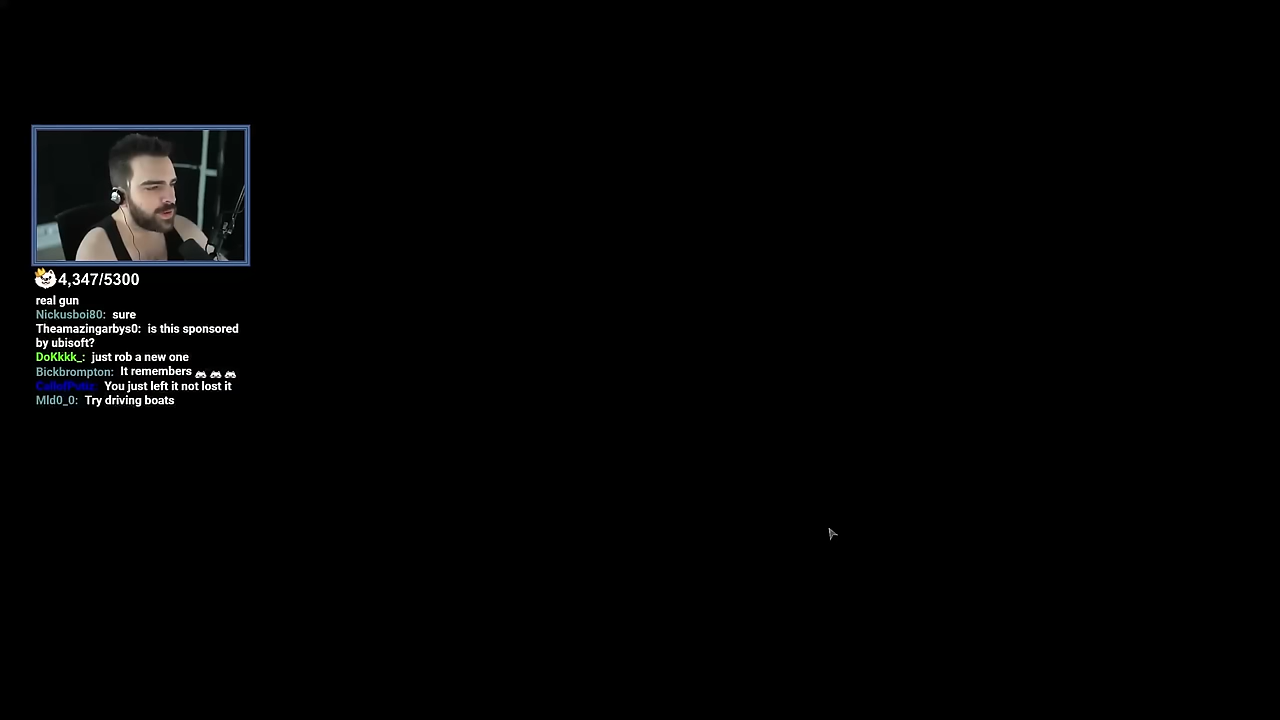 4,347/5300
real gun
Nickusboi80: sure
Theamazingarbys0: is this sponsored
by ubisoft?
DoKkkk_: just rob a new one
Bickbrompton: It remembers
You just left it not lost it
Mld0_0: Try driving boats